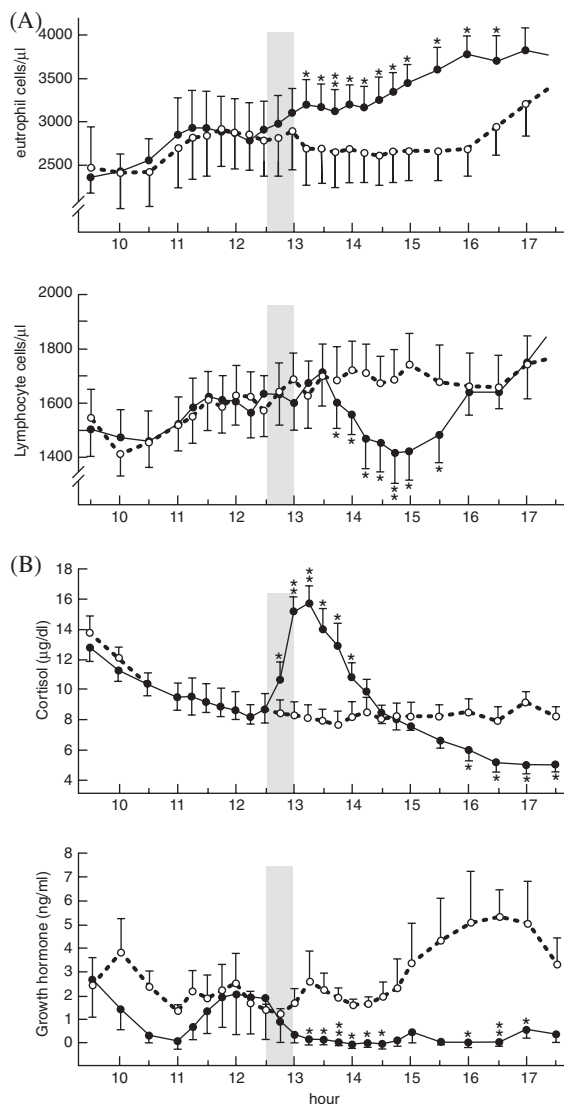 (A)
eutrophil cells/µl
4000
3500
3000
2500
10 11 12 13 14 15 16 17
Lymphocyte cells/µl
2000
1800
1600
1400
10 11 12 13 14 15 16 17
(B)
Cortisol (µg/dl)
18
16
14
12
10
8
6
4
10 11 12 13 14 15 16 17
Growth hormone (ng/ml)
8
7
6
5
4
3
2
1
0
10 11 12 13 14 15 16 17
hour